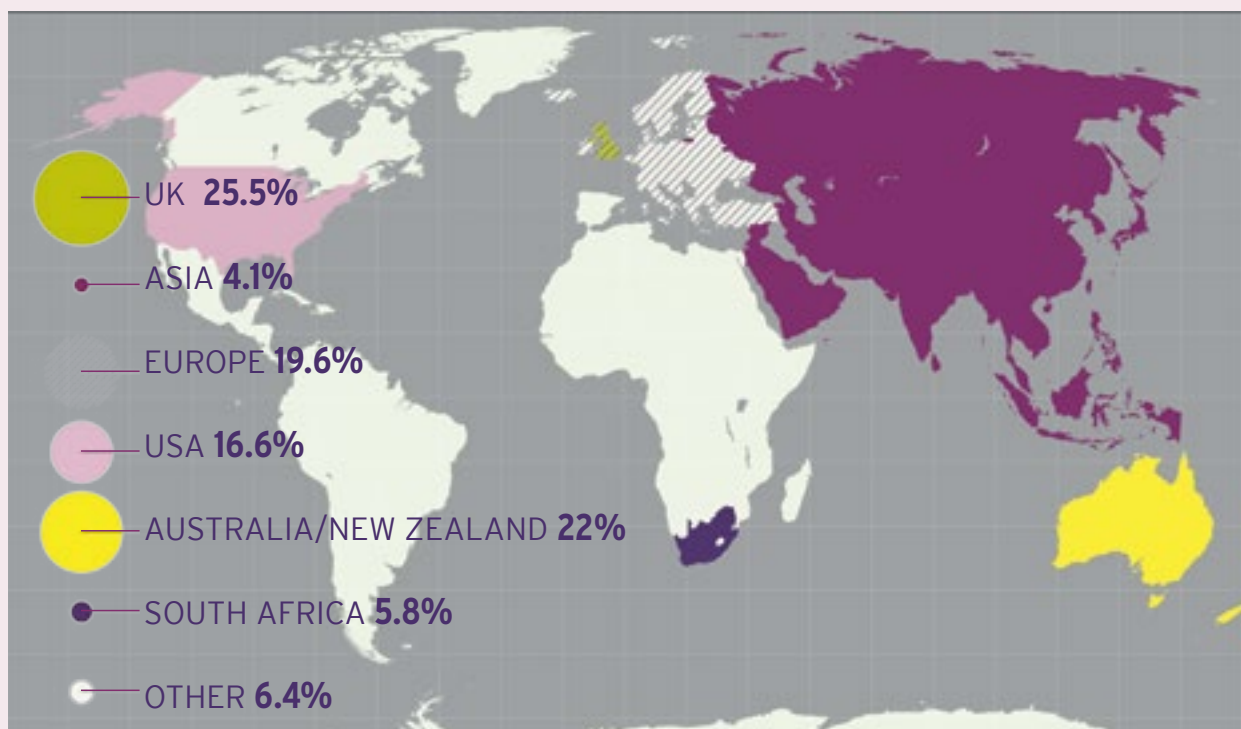 UK 25.5%
ASIA 4.1%
EUROPE 19.6%
USA 16.6%
AUSTRALIA/NEW ZEALAND 22%
SOUTH AFRICA 5.8%
OTHER 6.4%